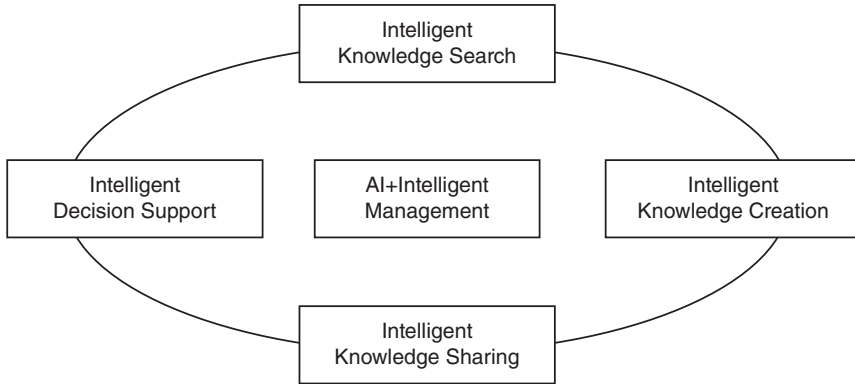 Intelligent
Knowledge Search
Intelligent
Decision Support
AI+Intelligent
Management
Intelligent
Knowledge Creation
Intelligent
Knowledge Sharing